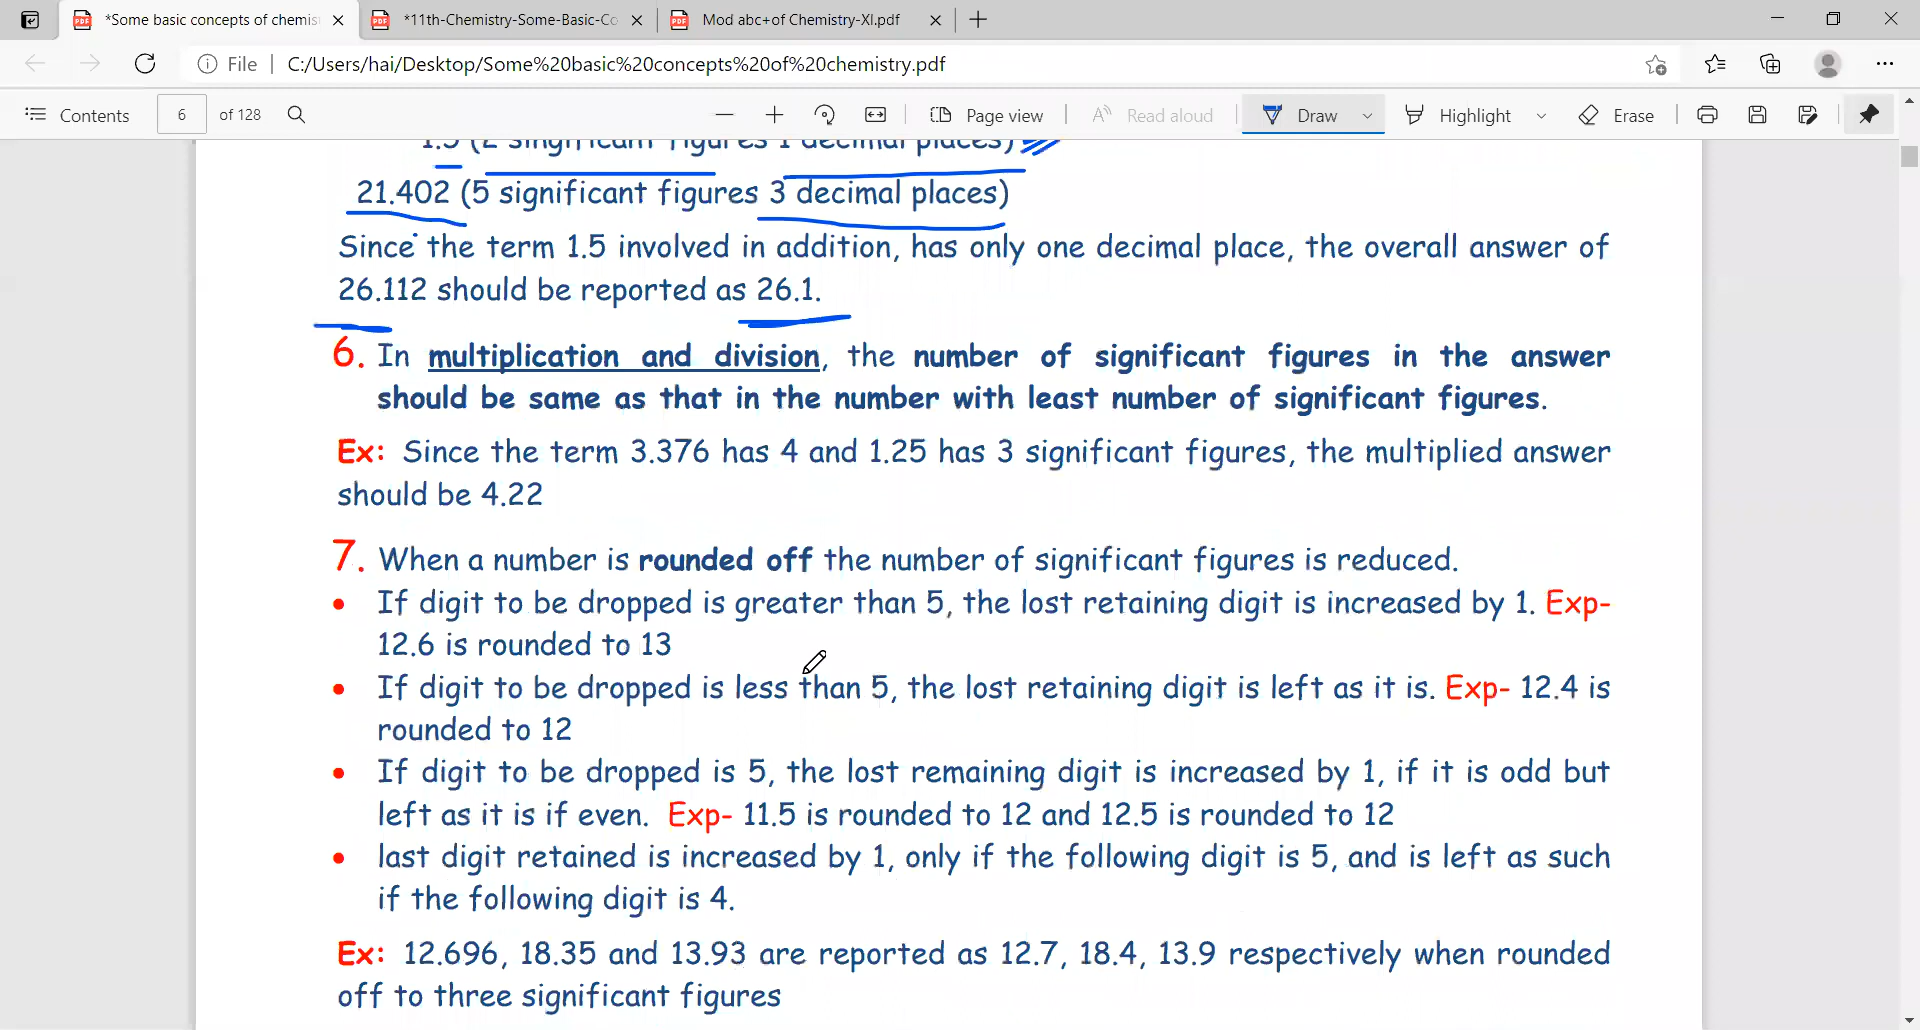 *Some basic concepts of chemis
*11th-Chemistry-Some-Basic-Co
Mod abc+of Chemistry-XI.pdf
File
C:/Users/hai/Desktop/Some%20basic%20concepts%20of%20chemistry.pdf
Contents
6
of 128
Page view
Read aloud
Draw
Highlight
Erase
1.5 (2 singnificant figures 1 decimal places)
21.402 (5 significant figures 3 decimal places)
Since the term 1.5 involved in addition, has only one decimal place, the overall answer of
26.112 should be reported as 26.1.
6. In multiplication and division, the number of significant figures in the answer
should be same as that in the number with least number of significant figures.
Ex: Since the term 3.376 has 4 and 1.25 has 3 significant figures, the multiplied answer
should be 4.22
7. When a number is rounded off the number of significant figures is reduced.
• If digit to be dropped is greater than 5, the lost retaining digit is increased by 1. Exp-
12.6 is rounded to 13
• If digit to be dropped is less than 5, the lost retaining digit is left as it is. Exp- 12.4 is
rounded to 12
• If digit to be dropped is 5, the lost remaining digit is increased by 1, if it is odd but
left as it is if even. Exp- 11.5 is rounded to 12 and 12.5 is rounded to 12
• last digit retained is increased by 1, only if the following digit is 5, and is left as such
if the following digit is 4.
Ex: 12.696, 18.35 and 13.93 are reported as 12.7, 18.4, 13.9 respectively when rounded
off to three significant figures